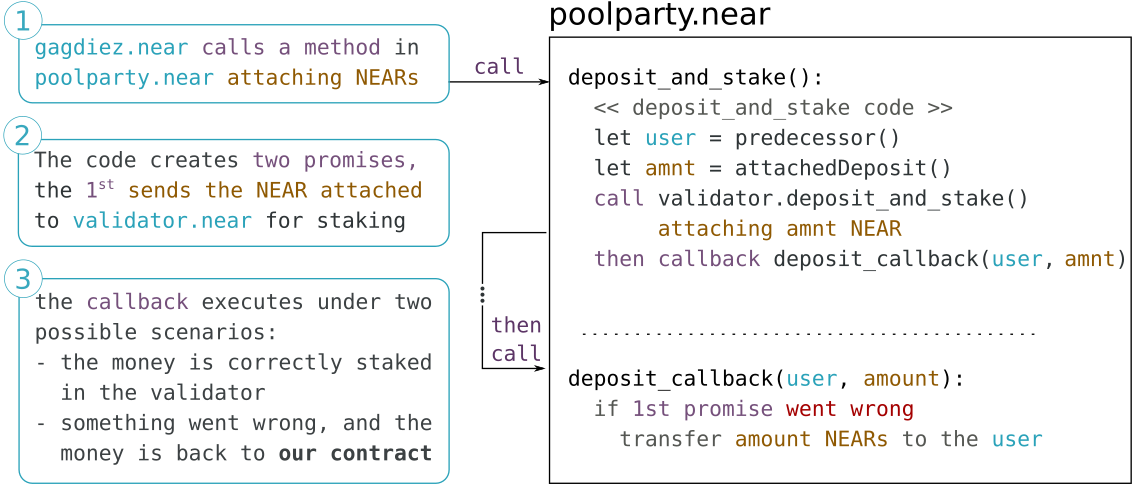 1
gagdiez.near calls a method in
poolparty.near attaching NEARs
2
The code creates two promises,
the 1st sends the NEAR attached
to validator.near for staking
3
the callback executes under two
possible scenarios:
- the money is correctly staked
in the validator
- something went wrong, and the
money is back to our contract
call
then
call
poolparty.near
deposit_and_stake():
<< deposit_and_stake code >>
let user = predecessor()
let amnt = attachedDeposit()
call validator.deposit_and_stake()
attaching amnt NEAR
then callback deposit_callback(user, amnt)
deposit_callback(user, amount):
if 1st promise went wrong
transfer amount NEARs to the user